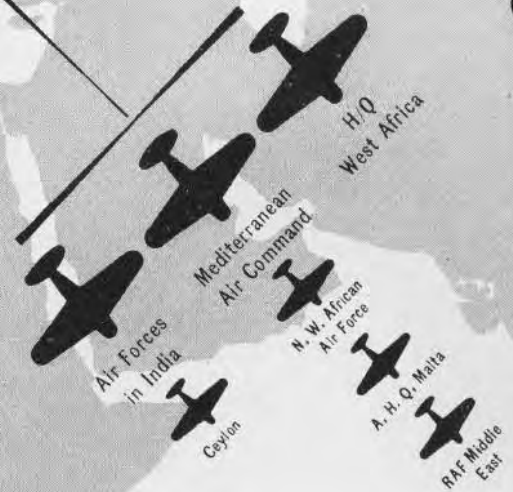 H/Q
West Africa
Mediterranean
Air Command
Air Forces
in India
N. W. African
Air Force
A. H. Q. Malta
RAF Middle
East
Ceylon